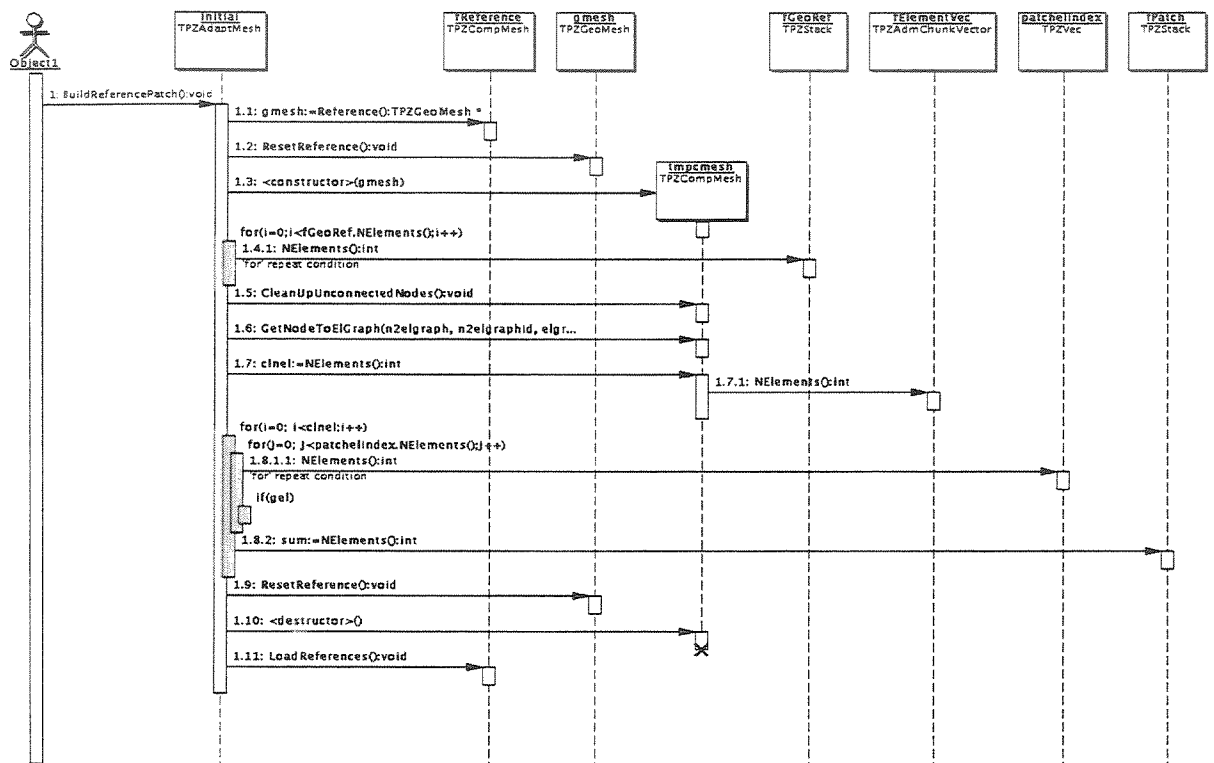 Initial
TPZAdaptMesh
fReference
TPZCompMesh
gmesh
TPZGeoMesh
fGeoRef
TPZStack
fElementVec
TPZAdmChunkVector
patchelindex
TPZVec
fPatch
TPZStack
Object1
1: BuildReferencePatch():void
1.1: gmesh:=Reference():TPZGeoMesh *
1.2: ResetReference():void
tmpcmesh
TPZCompMesh
1.3: <constructor>(gmesh)
for(i=0;i<fGeoRef.NElements();i++)
1.4.1: NElements():int
for repeat condition
1.5: CleanUpUnconnectedNodes():void
1.6: GetNodeToElGraph(n2elgraph, n2elgraphid, elgr...
1.7: clnel:=NElements():int
1.7.1: NElements():int
for(i=0; i<clnel;i++)
for(j=0; j<patchelindex.NElements();j++)
1.8.1.1: NElements():int
for repeat condition
if(gel)
1.8.2: sum:=NElements():int
1.9: ResetReference():void
1.10: <destructor>()
1.11: LoadReferences():void